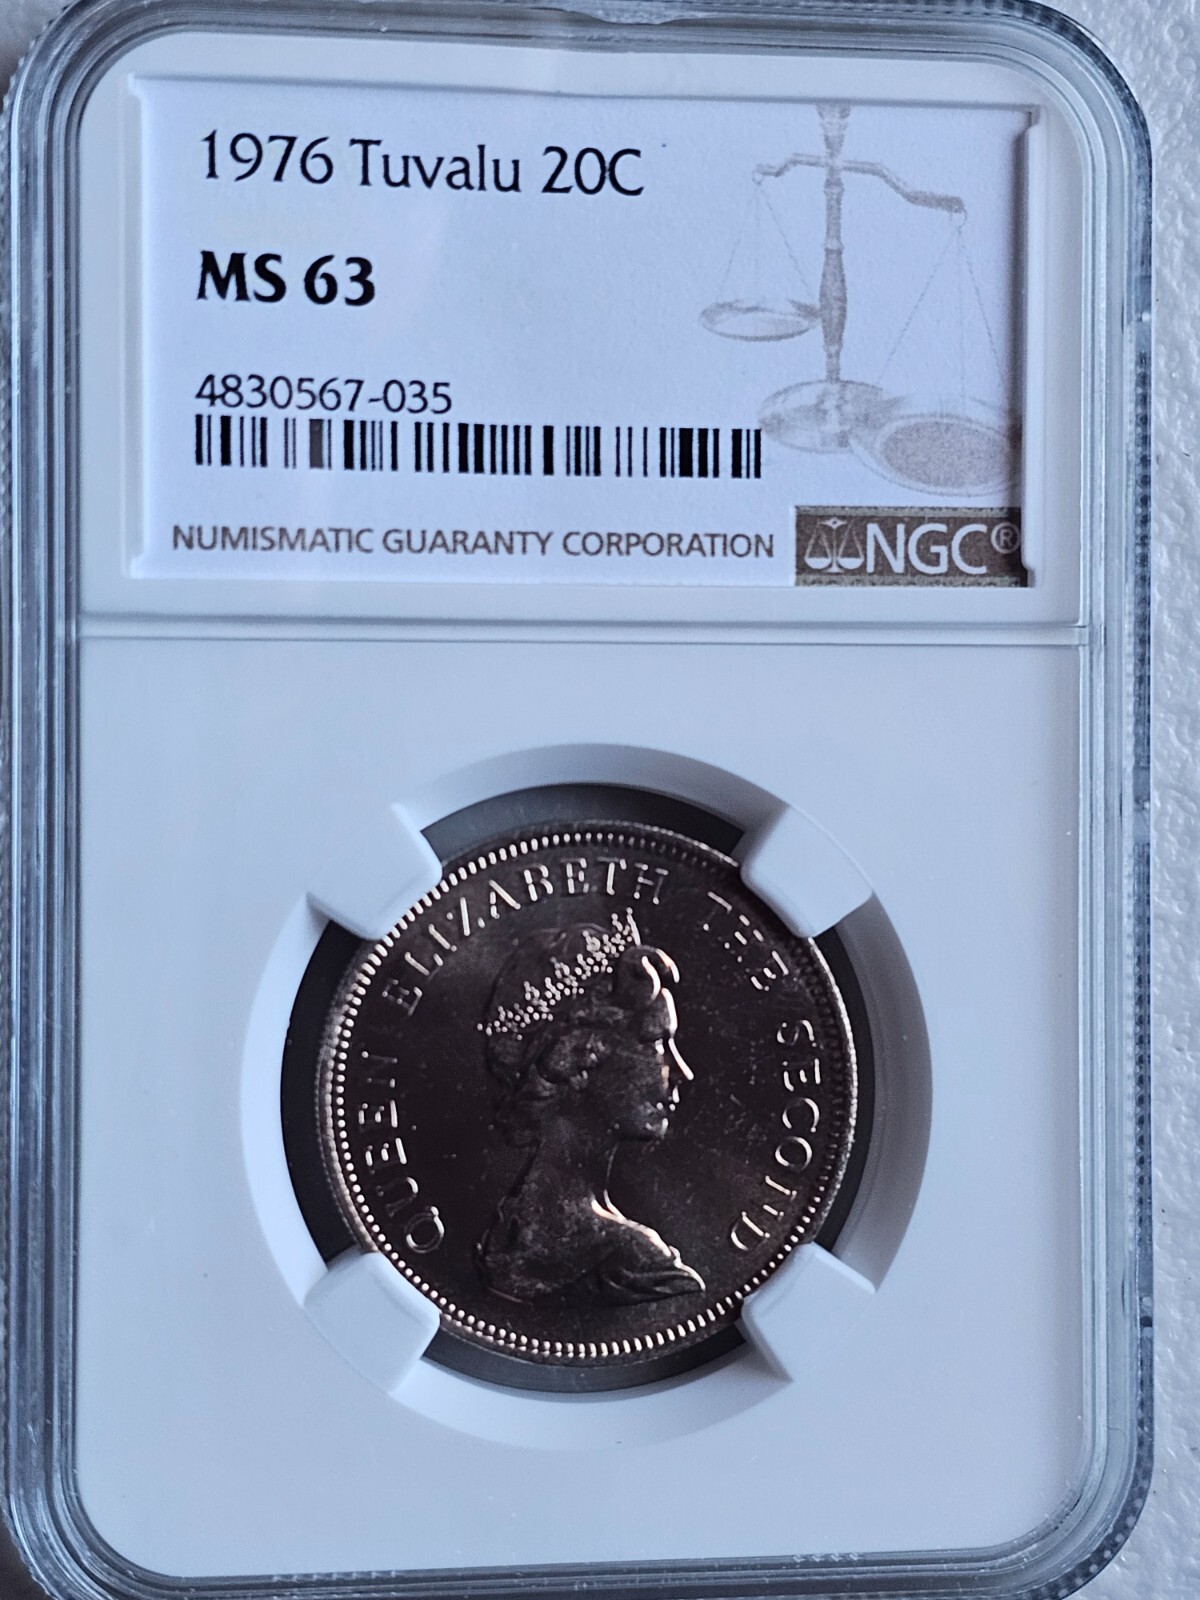 1976 Tuvalu 20C
MS 63
4830567-035
NUMISMATIC GUARANTY CORPORATION
NGC®
QUEEN ELIZABETH THE SECOND